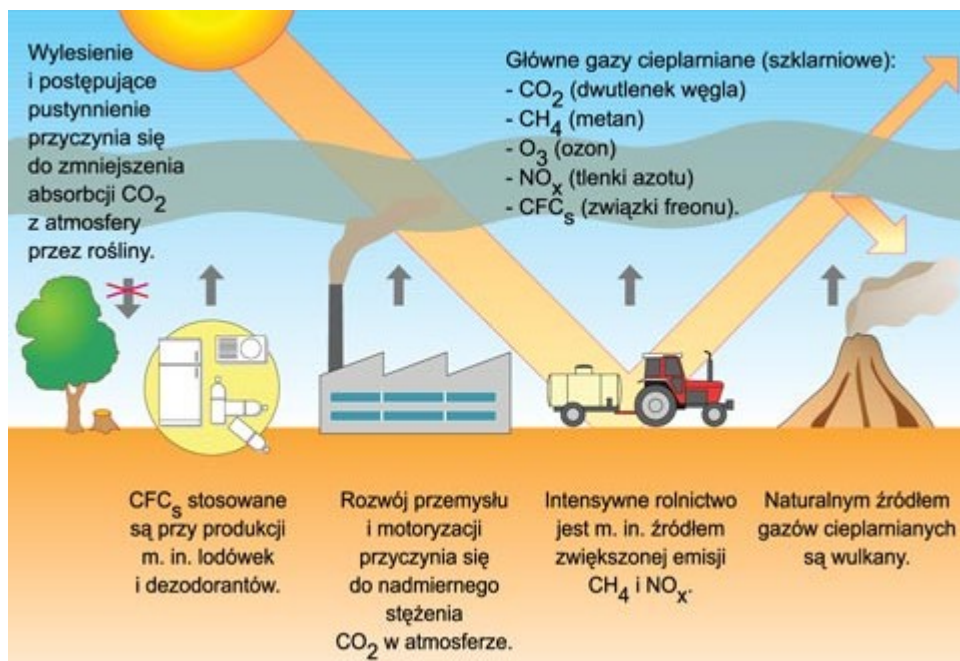 Wylesienie
i postępujące
pustynnienie
przyczynia się
do zmniejszenia
absorbcji CO₂
z atmosfery
przez rośliny.
Główne gazy cieplarniane (szklarniowe):
- CO₂ (dwutlenek węgla)
- CH₄ (metan)
- O₃ (ozon)
- NOₓ (tlenki azotu)
- CFCₛ (związki freonu).
CFCₛ stosowane
są przy produkcji
m. in. lodówek
i dezodorantów.
Rozwój przemysłu
i motoryzacji
przyczynia się
do nadmiernego
stężenia
CO₂ w atmosferze.
Intensywne rolnictwo
jest m. in. źródłem
zwiększonej emisji
CH₄ i NOₓ.
Naturalnym źródłem
gazów cieplarnianych
są wulkany.